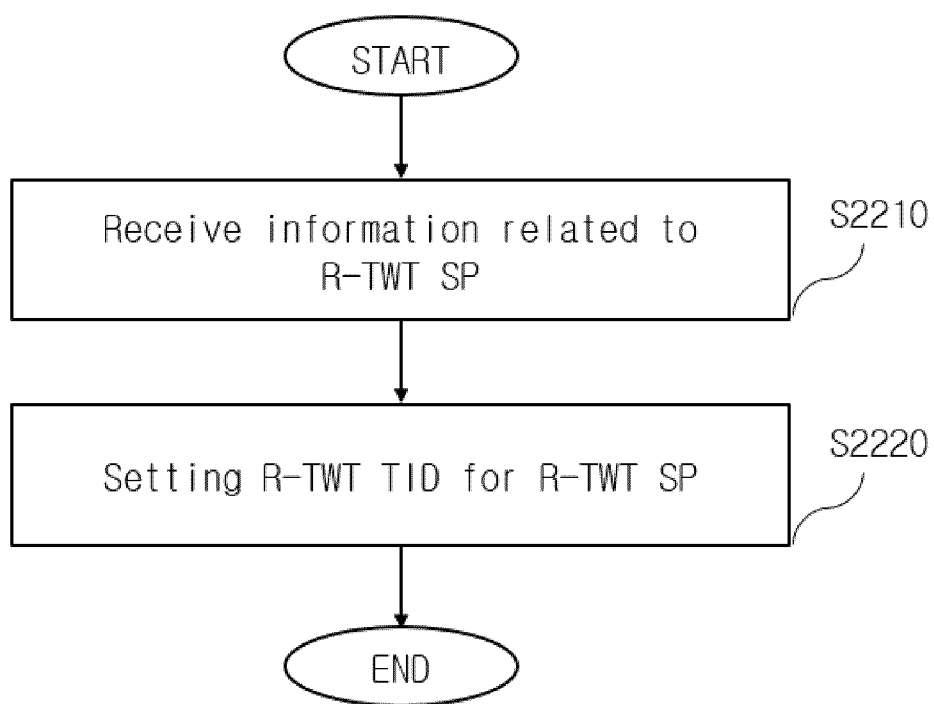 START
Receive information related to
R-TWT SP
S2210
Setting R-TWT TID for R-TWT SP
S2220
END